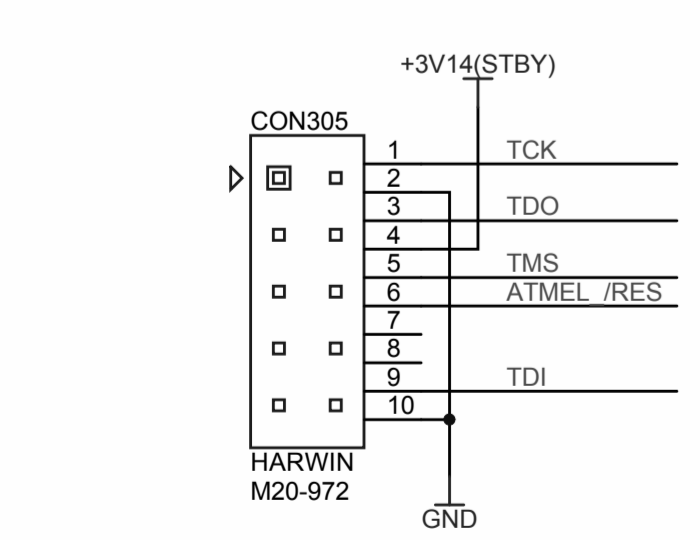 +3V14(STBY)
CON305
1 TCK
2
3 TDO
4
5 TMS
6 ATMEL_/RES
7
8
9 TDI
10
HARWIN
M20-972
GND